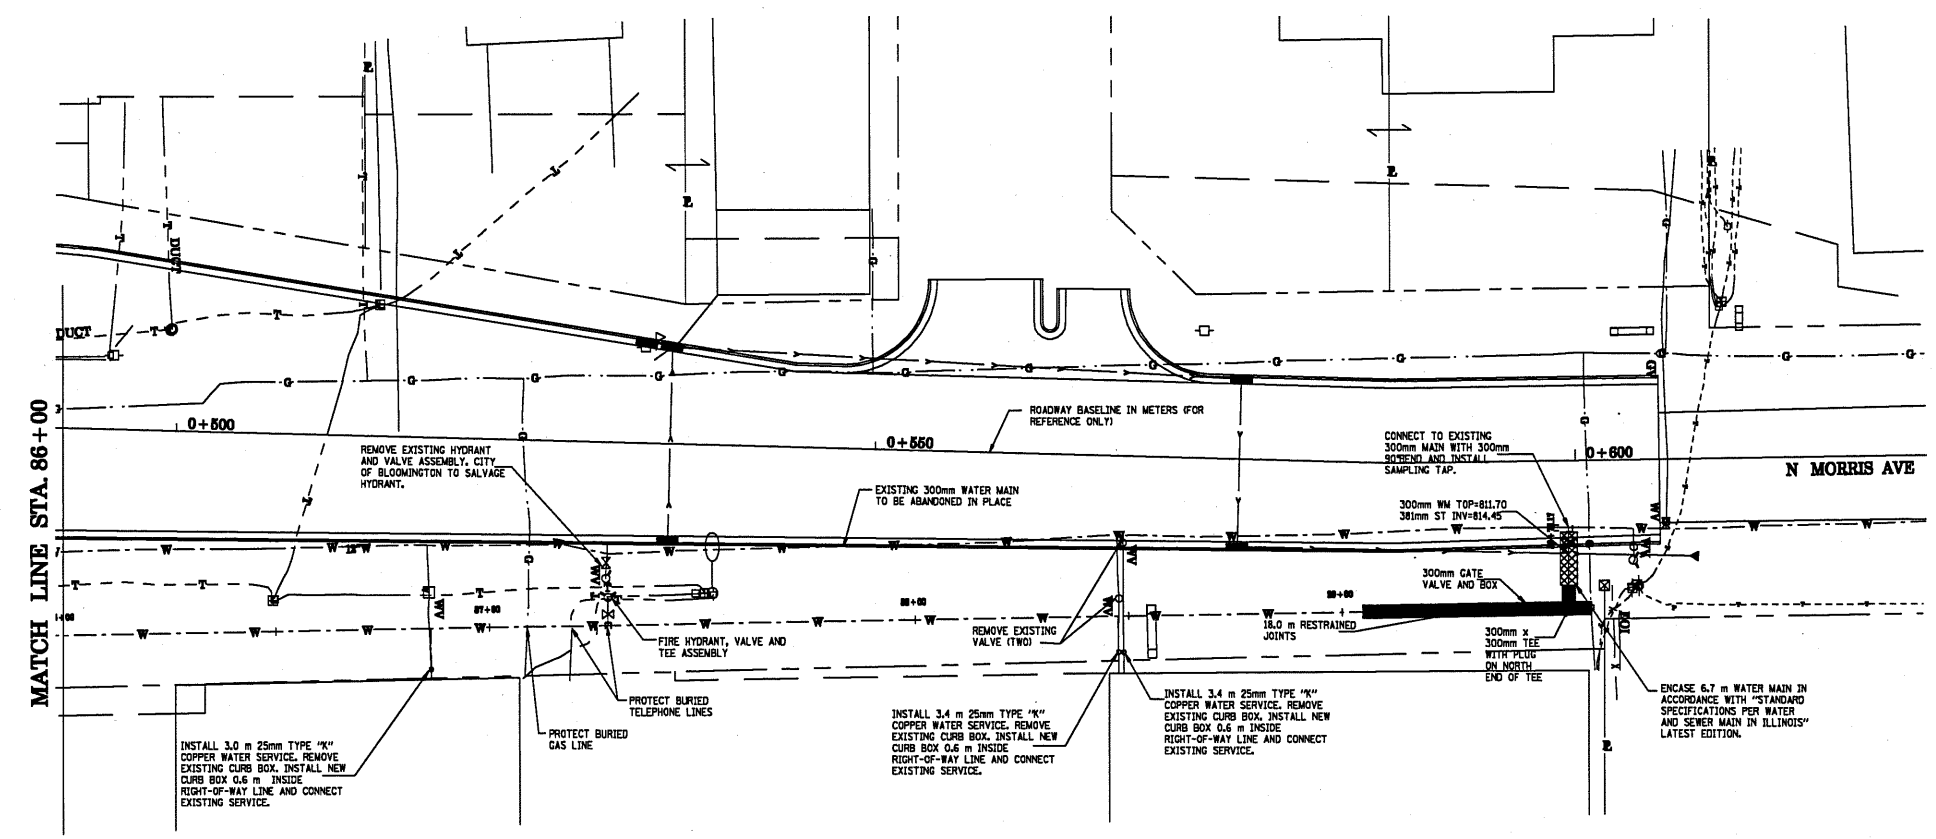 DUCT
DUCT
MATCH LINE STA. 86+00
0+500
0+550
0+600
N MORRIS AVE
ROADWAY BASELINE IN METERS (FOR
REFERENCE ONLY)
REMOVE EXISTING HYDRANT
AND VALVE ASSEMBLY. CITY
OF BLOOMINGTON TO SALVAGE
HYDRANT.
EXISTING 300mm WATER MAIN
TO BE ABANDONED IN PLACE
CONNECT TO EXISTING
300mm MAIN WITH 300mm
90°BEND AND INSTALL
SAMPLING TAP.
300mm WM TOP=811.70
381mm ST INV=814.45
300mm GATE
VALVE AND BOX
87+00
88+00
89+00
18.0 m RESTRAINED
JOINTS
REMOVE EXISTING
VALVE (TWO)
FIRE HYDRANT, VALVE AND
TEE ASSEMBLY
300mm x
300mm TEE
WITH PLUG
ON NORTH
END OF TEE
PROTECT BURIED
TELEPHONE LINES
PROTECT BURIED
GAS LINE
INSTALL 3.0 m 25mm TYPE "K"
COPPER WATER SERVICE. REMOVE
EXISTING CURB BOX. INSTALL NEW
CURB BOX 0.6 m INSIDE
RIGHT-OF-WAY LINE AND CONNECT
EXISTING SERVICE.
INSTALL 3.4 m 25mm TYPE "K"
COPPER WATER SERVICE. REMOVE
EXISTING CURB BOX. INSTALL NEW
CURB BOX 0.6 m INSIDE
RIGHT-OF-WAY LINE AND CONNECT
EXISTING SERVICE.
INSTALL 3.4 m 25mm TYPE "K"
COPPER WATER SERVICE. REMOVE
EXISTING CURB BOX. INSTALL NEW
CURB BOX 0.6 m INSIDE
RIGHT-OF-WAY LINE AND CONNECT
EXISTING SERVICE.
ENCASE 6.7 m WATER MAIN IN
ACCORDANCE WITH "STANDARD
SPECIFICATIONS PER WATER
AND SEWER MAIN IN ILLINOIS"
LATEST EDITION.